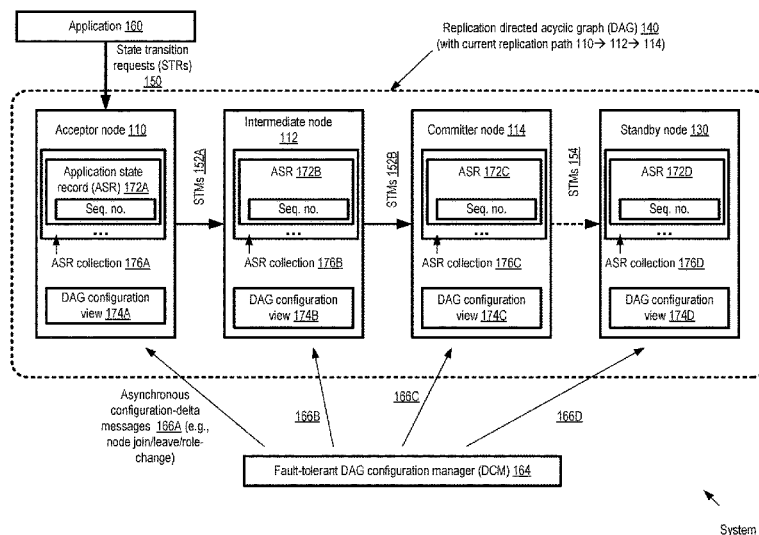 Application 160
Replication directed acyclic graph (DAG) 140
(with current replication path 110→ 112→ 114)
State transition
requests (STRs)
150
Acceptor node 110
Intermediate node
112
Committer node 114
Standby node 130
STMs 152A
STMs 152B
STMs 154
Application state
record (ASR) 172A
ASR 172B
ASR 172C
ASR 172D
Seq. no.
Seq. no.
Seq. no.
Seq. no.
...
...
...
...
ASR collection 176A
ASR collection 176B
ASR collection 176C
ASR collection 176D
DAG configuration
view 174A
DAG configuration
view 174B
DAG configuration
view 174C
DAG configuration
view 174D
Asynchronous
configuration-delta
messages 166A (e.g.,
node join/leave/role-
change)
166B
166C
166D
Fault-tolerant DAG configuration manager (DCM) 164
System